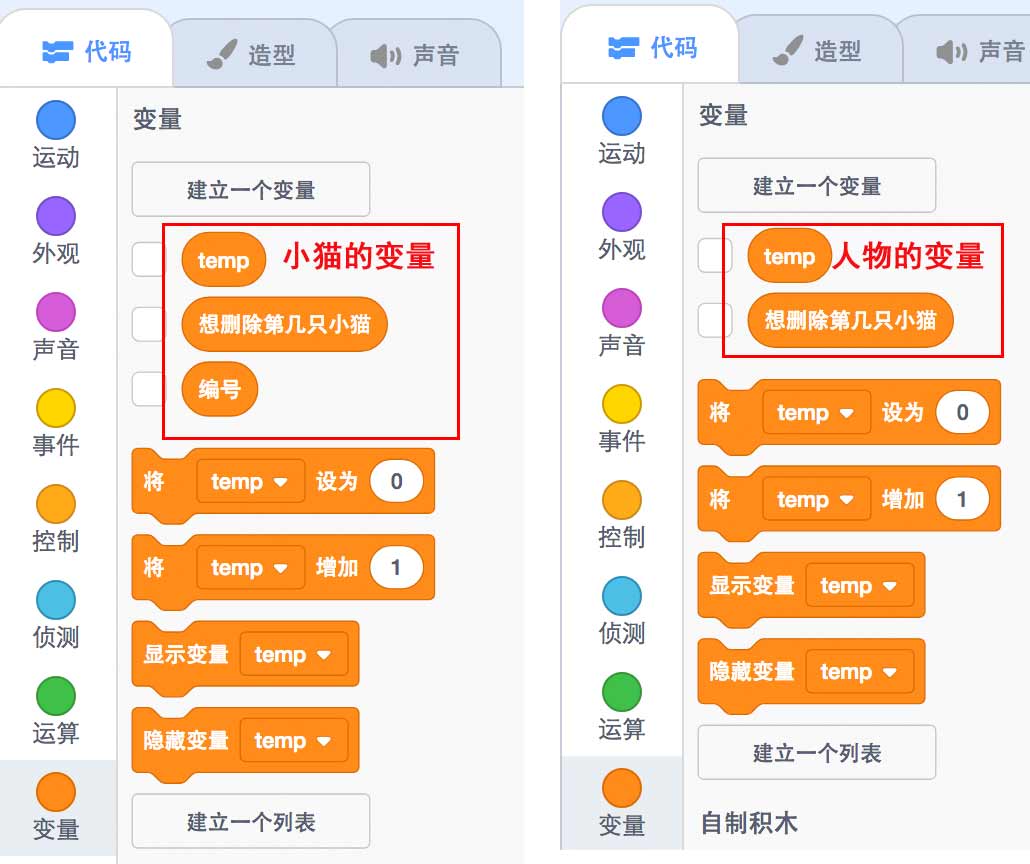 代码 造型 声音
运动
外观
声音
事件
控制
侦测
运算
变量
变量
建立一个变量
temp 小猫的变量
想删除第几只小猫
编号
将 temp 设为 0
将 temp 增加 1
显示变量 temp
隐藏变量 temp
建立一个列表
代码 造型 声音
运动
外观
声音
事件
控制
侦测
运算
变量
变量
建立一个变量
temp 人物的变量
想删除第几只小猫
将 temp 设为 0
将 temp 增加 1
显示变量 temp
隐藏变量 temp
建立一个列表
自制积木